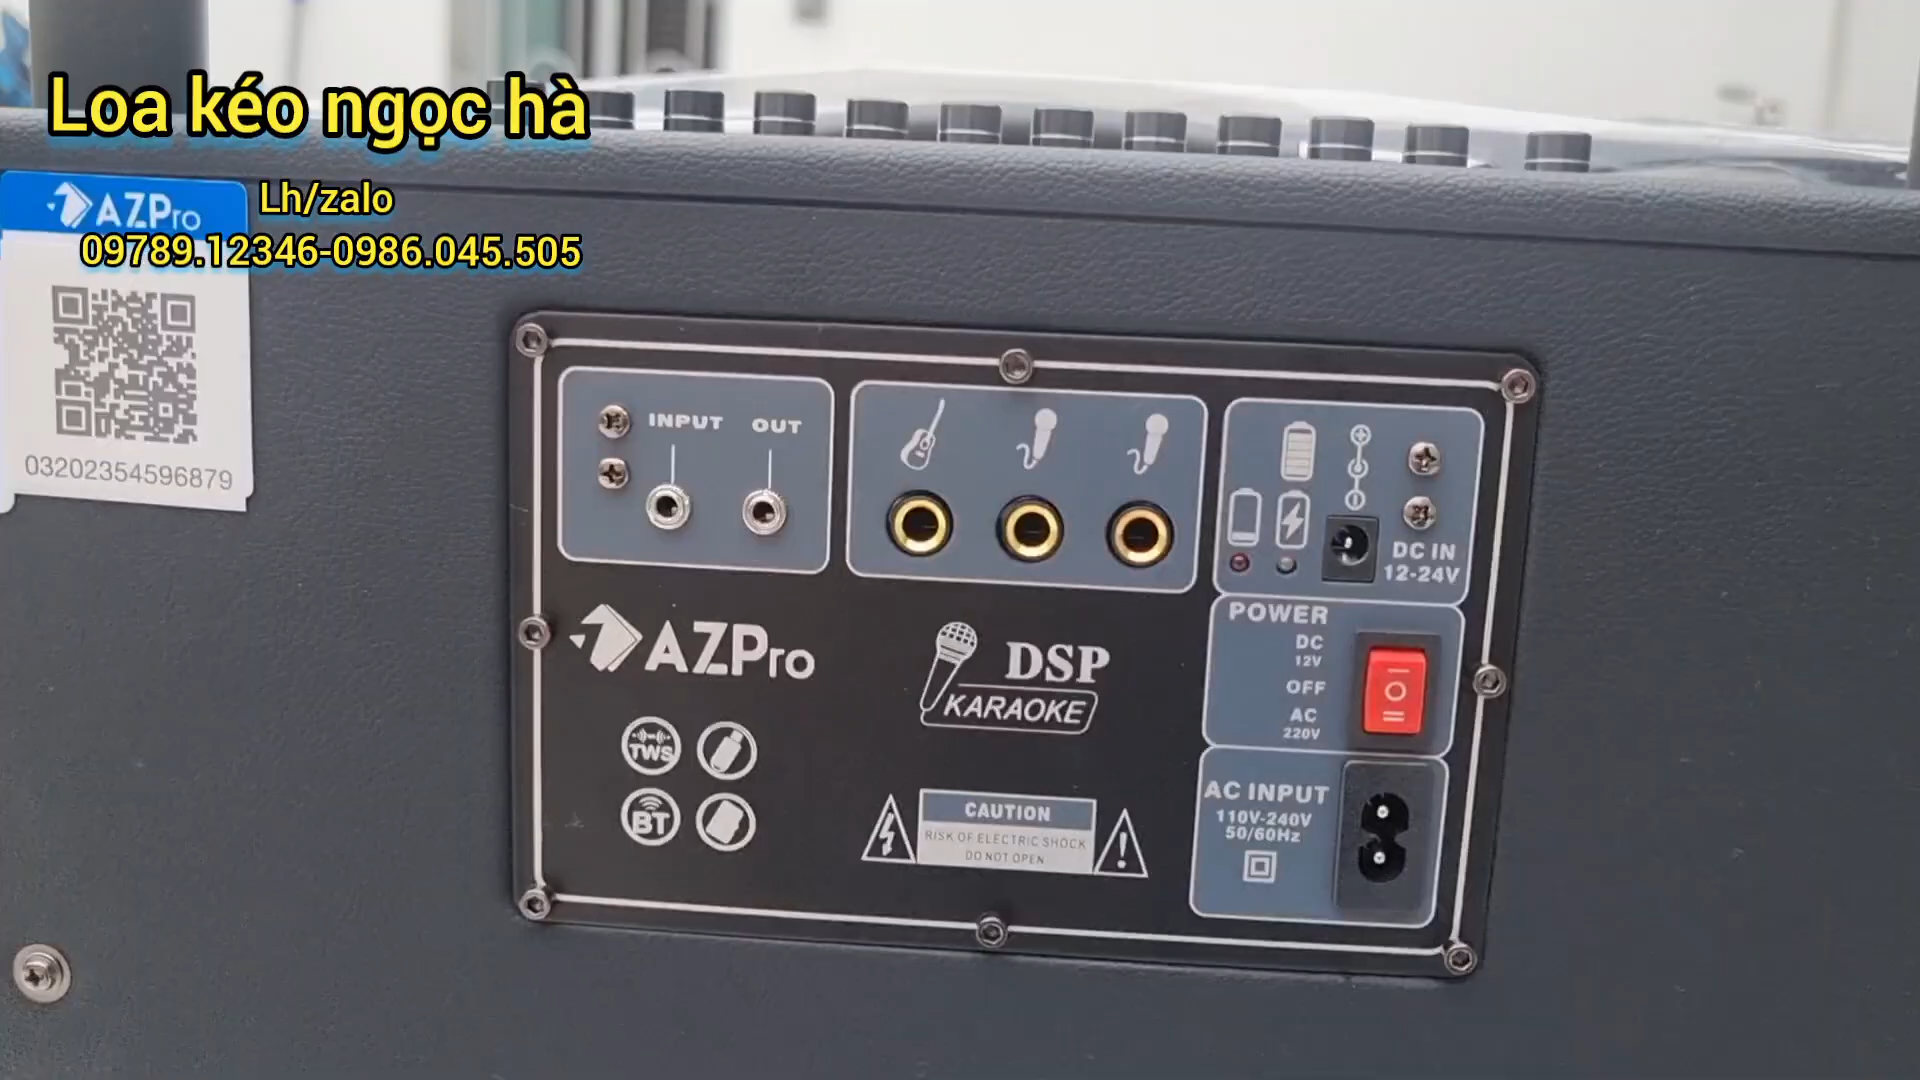 Loa kéo ngọc hà
Lh/zalo
09789.12346-0986.045.505
AZPro
03202354596879
INPUT
OUT
DC IN
12-24V
POWER
DC
12V
OFF
AC
220V
AZPro
DSP
KARAOKE
TWS
BT
CAUTION
RISK OF ELECTRIC SHOCK
DO NOT OPEN
AC INPUT
110V-240V
50/60Hz